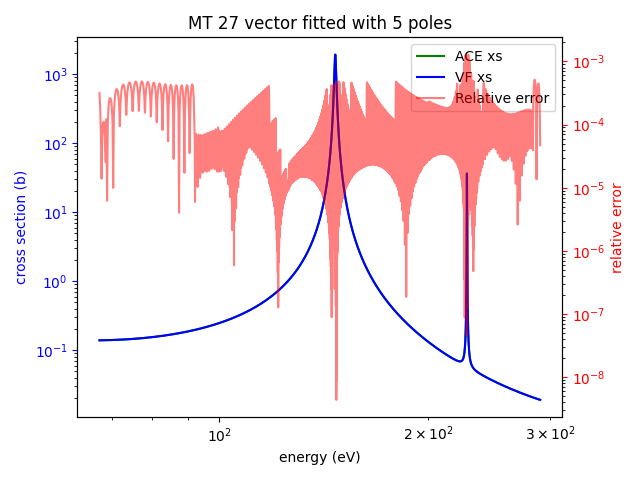 MT 27 vector fitted with 5 poles
ACE xs
VF xs
Relative error
10³
10²
10¹
10⁰
10⁻¹
cross section (b)
10⁻³
10⁻⁴
10⁻⁵
10⁻⁶
10⁻⁷
10⁻⁸
relative error
10² 2 × 10² 3 × 10²
energy (eV)